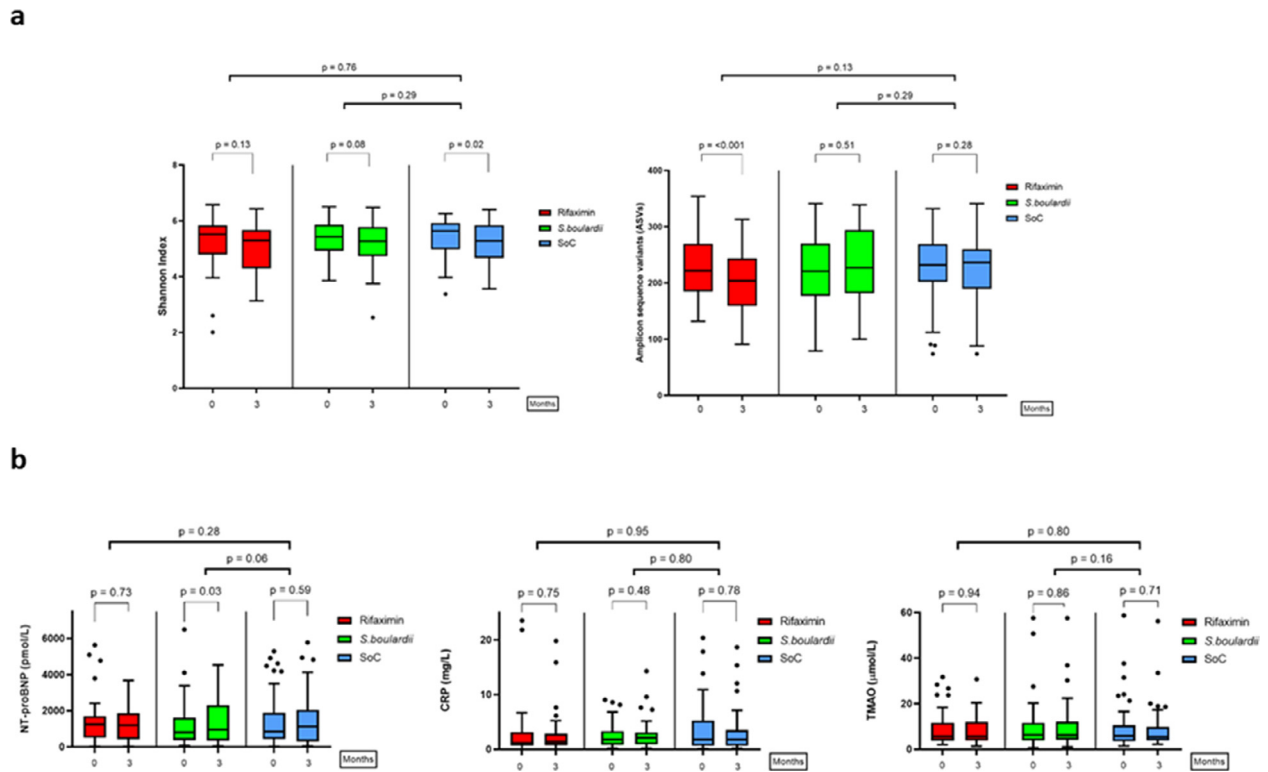 a
p = 0.76
p = 0.29
p = 0.13 p = 0.08 p = 0.02
8
6
4
2
0
Shannon Index
0 3 0 3 0 3
Months
Rifaximin
S.boulardii
SoC
p = 0.13
p = 0.29
p = <0.001 p = 0.51 p = 0.28
400
300
200
100
0
Amplicon sequence variants (ASVs)
0 3 0 3 0 3
Months
Rifaximin
S.boulardii
SoC
b
p = 0.28
p = 0.06
p = 0.73 p = 0.03 p = 0.59
6000
4000
2000
0
NT-proBNP (pmol/L)
0 3 0 3 0 3
Months
Rifaximin
S.boulardii
SoC
p = 0.95
p = 0.80
p = 0.75 p = 0.48 p = 0.78
20
10
0
CRP (mg/L)
0 3 0 3 0 3
Months
Rifaximin
S.boulardii
SoC
p = 0.80
p = 0.16
p = 0.94 p = 0.86 p = 0.71
60
40
20
0
TMAO (μmol/L)
0 3 0 3 0 3
Months
Rifaximin
S.boulardii
SoC